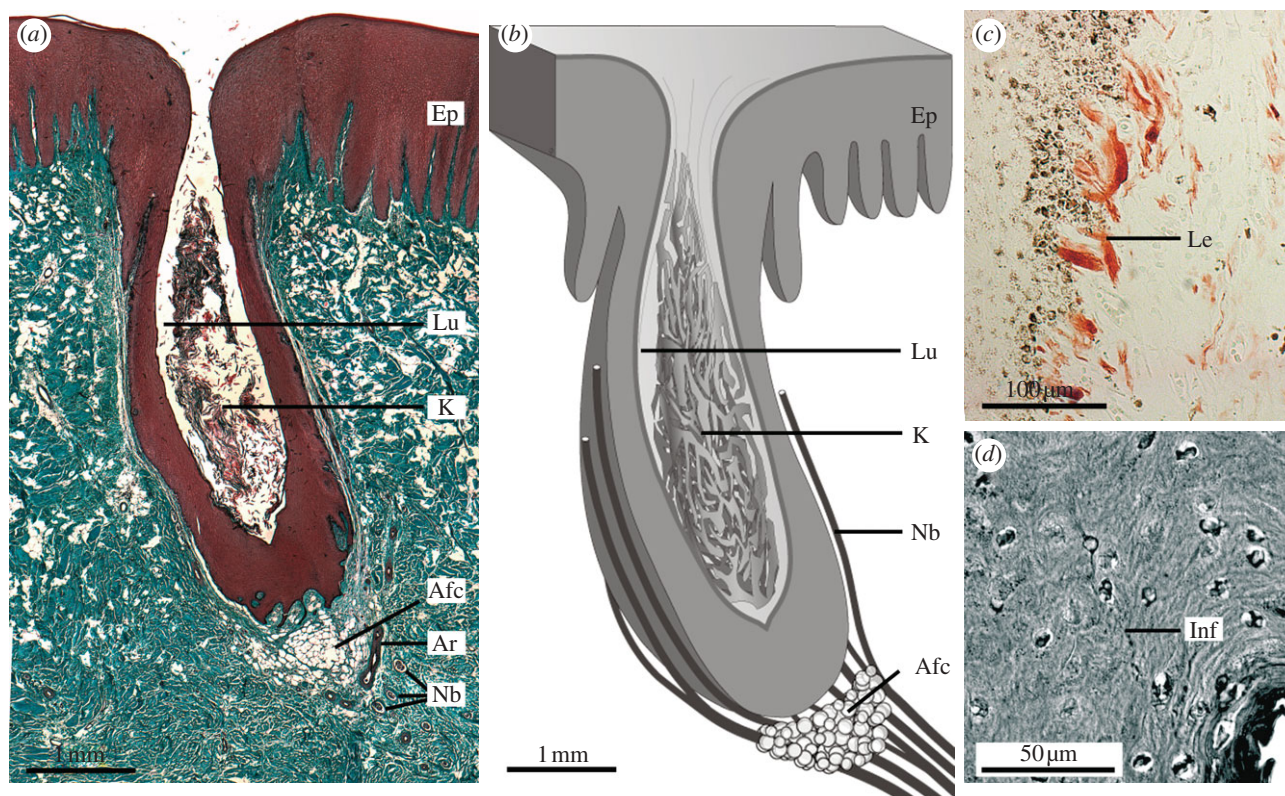 (a)
Ep
Lu
K
Afc
Ar
Nb
1 mm
(b)
Ep
Lu
K
Nb
Afc
1 mm
(c)
Le
100 µm
(d)
Inf
50 µm